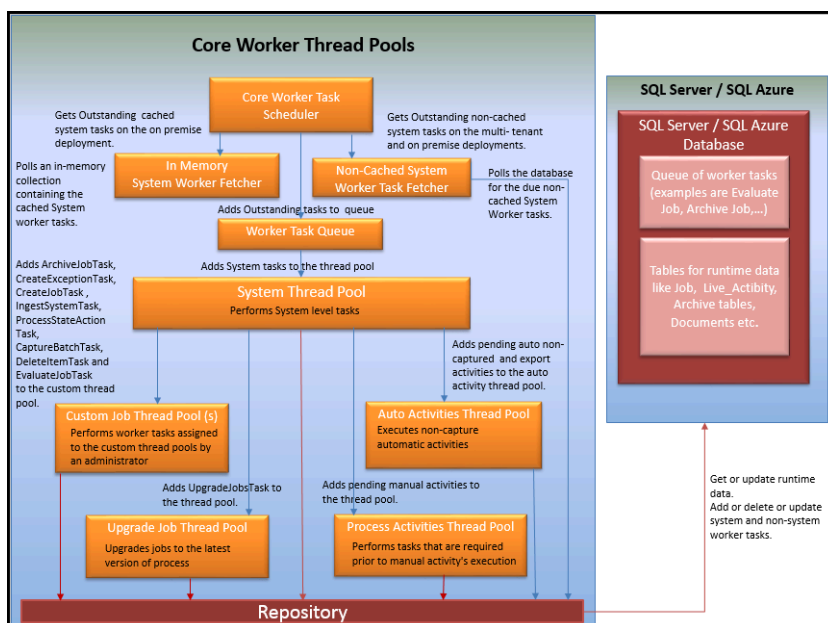 Core Worker Thread Pools
Core Worker Task
Scheduler
Gets Outstanding cached
system tasks on the on premise
deployment.
Gets Outstanding non-cached
system tasks on the multi- tenant
and on premise deployments.
Polls an in-memory
collection
containing the
cached System
worker tasks.
In Memory
System Worker Fetcher
Non-Cached System
Worker Task Fetcher
Polls the database
for the due non-
cached System
Worker tasks.
Adds Outstanding tasks to queue
Worker Task Queue
Adds System tasks to the thread pool
System Thread Pool
Performs System level tasks
Adds ArchiveJobTask,
CreateExceptionTask,
CreateJobTask ,
IngestSystemTask,
ProcessStateAction
Task,
CaptureBatchTask,
DeleteItemTask and
EvaluateJobTask
to the custom thread
pool.
Adds pending auto non-
captured and export
activities to the auto
activity thread pool.
Custom Job Thread Pool (s)
Performs worker tasks assigned
to the custom thread pools by
an administrator
Auto Activities Thread Pool
Executes non-capture
automatic activities
Adds UpgradeJobsTask to
the thread pool.
Adds pending manual activities to
the thread pool.
Upgrade Job Thread Pool
Upgrades jobs to the latest
version of process
Process Activities Thread Pool
Performs tasks that are required
prior to manual activity's execution
Repository
SQL Server / SQL Azure
SQL Server / SQL Azure
Database
Queue of worker tasks
(examples are Evaluate
Job, Archive Job,...)
Tables for runtime data
like Job, Live_Actibity,
Archive tables,
Documents etc.
Get or update runtime
data.
Add or delete or update
system and non-system
worker tasks.